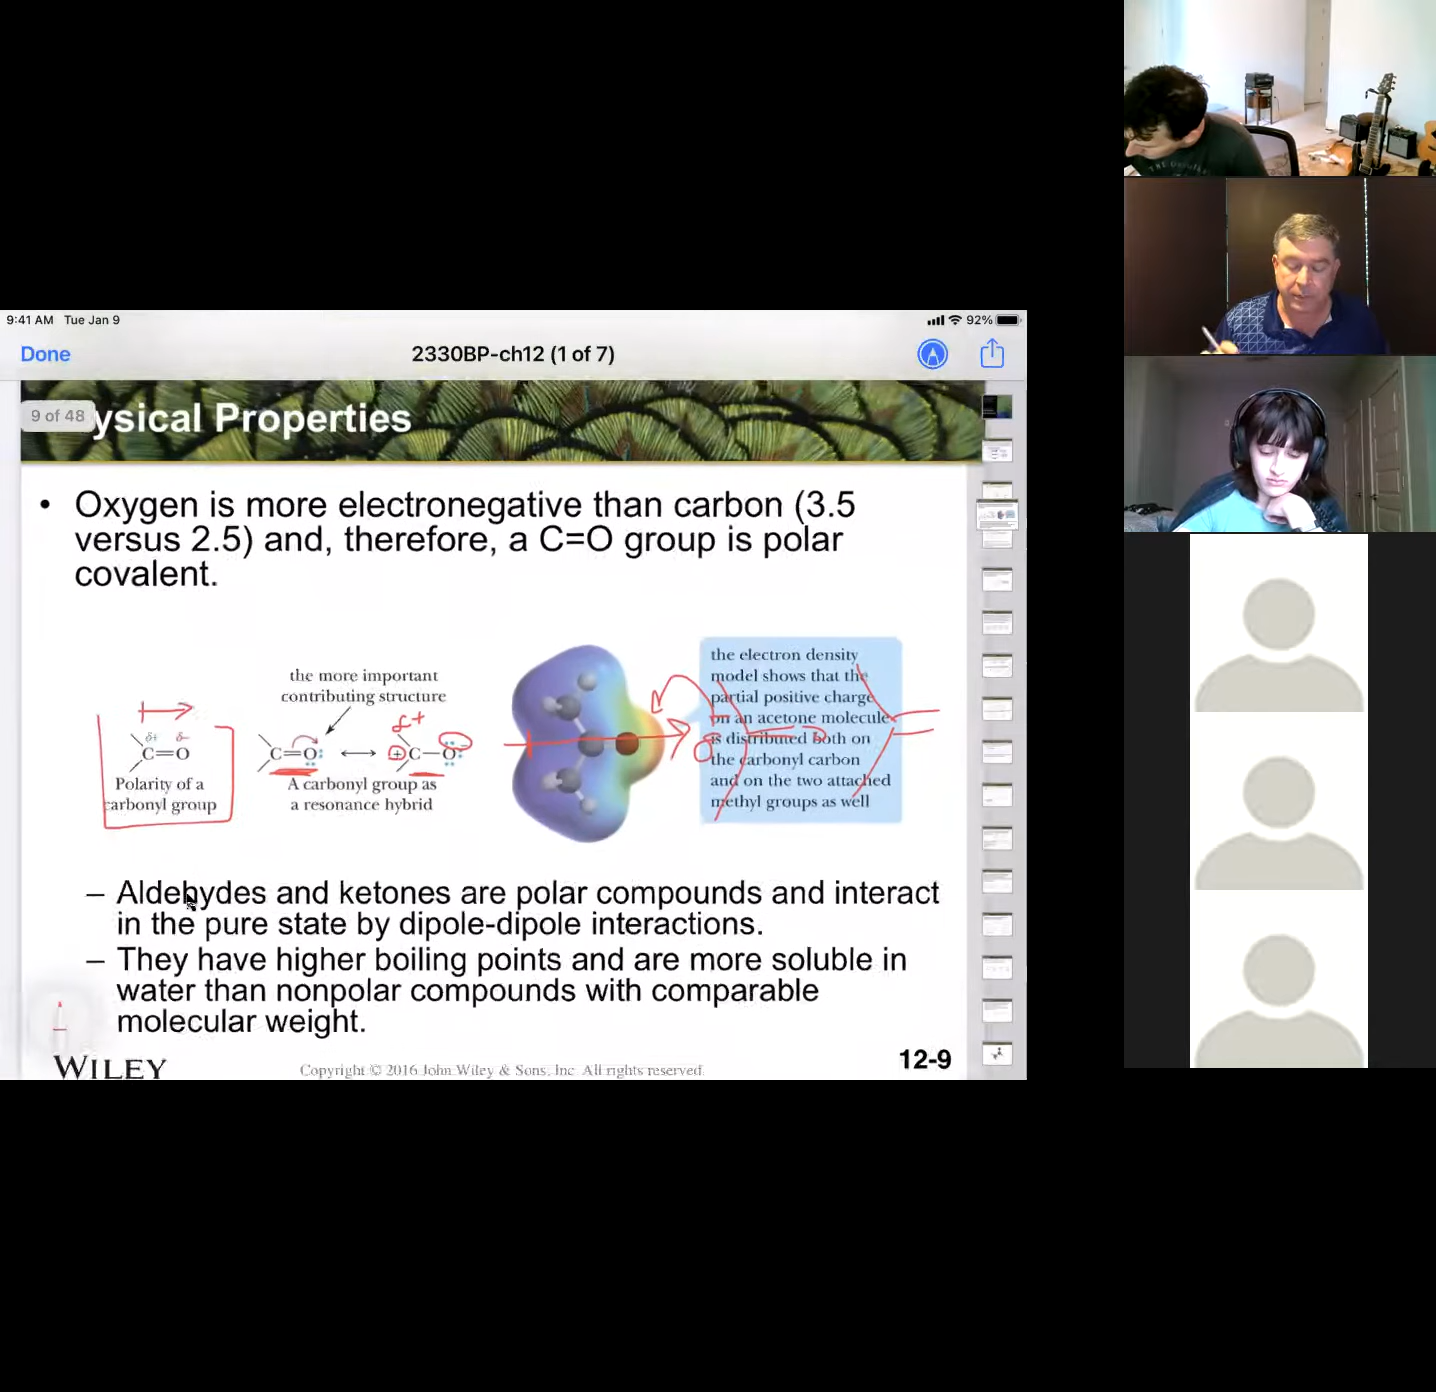 9:41 AM Tue Jan 9
92%
Done
2330BP-ch12 (1 of 7)
9 of 48
ysical Properties
• Oxygen is more electronegative than carbon (3.5
versus 2.5) and, therefore, a C=O group is polar
covalent.
the more important
contributing structure
δ+ δ-
C=O
Polarity of a
carbonyl group
C=O
δ+
+C—O-
A carbonyl group as
a resonance hybrid
the electron density
model shows that the
partial positive charge
on an acetone molecule
is distributed both on
the carbonyl carbon
and on the two attached
methyl groups as well
– Aldehydes and ketones are polar compounds and interact
in the pure state by dipole-dipole interactions.
– They have higher boiling points and are more soluble in
water than nonpolar compounds with comparable
molecular weight.
WILEY
Copyright © 2016 John Wiley & Sons, Inc. All rights reserved.
12-9